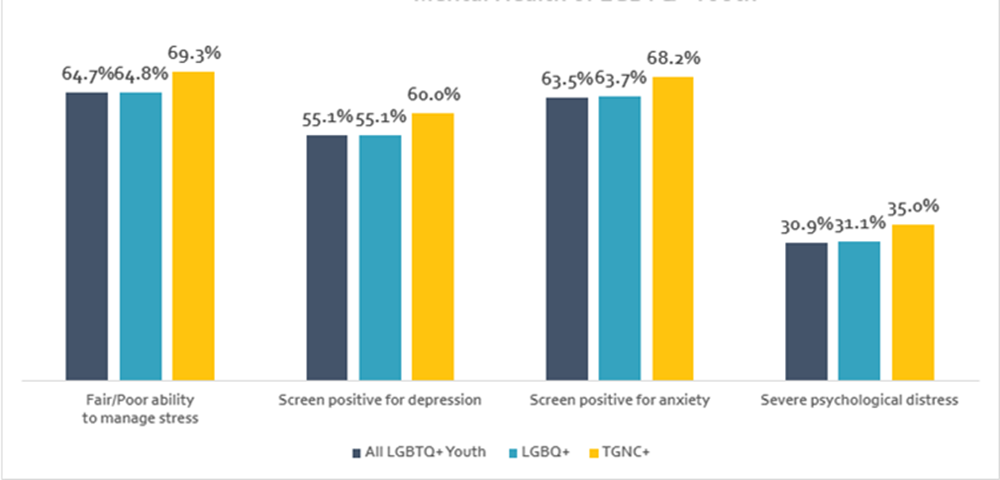 64.7% 64.8% 69.3%
55.1% 55.1% 60.0%
63.5% 63.7% 68.2%
30.9% 31.1% 35.0%
Fair/Poor ability
to manage stress
Screen positive for depression
Screen positive for anxiety
Severe psychological distress
All LGBTQ+ Youth
LGBQ+
TGNC+